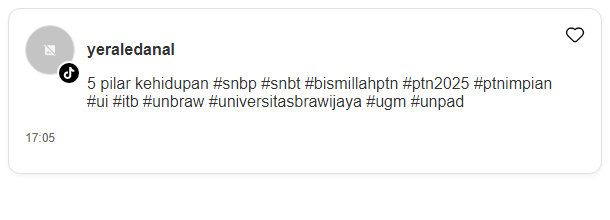 yeraledanal
5 pilar kehidupan #snbp #snbt #bismillahptn #ptn2025 #ptnimpian
#ui #itb #unbraw #universitasbrawijaya #ugm #unpad
17:05